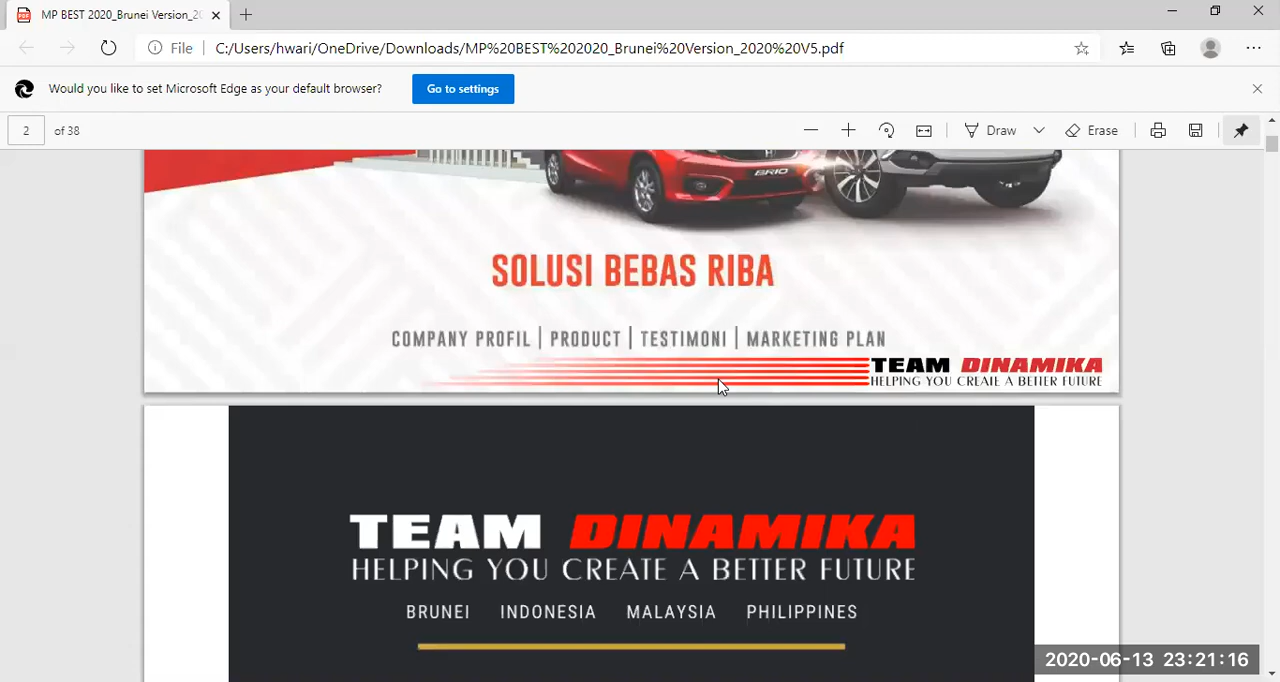 MP BEST 2020_Brunei Version_20
File
C:/Users/hwari/OneDrive/Downloads/MP%20BEST%202020_Brunei%20Version_2020%20V5.pdf
Would you like to set Microsoft Edge as your default browser?
Go to settings
2 of 38
Draw
Erase
BRIO
SOLUSI BEBAS RIBA
COMPANY PROFIL | PRODUCT | TESTIMONI | MARKETING PLAN
TEAM DINAMIKA
HELPING YOU CREATE A BETTER FUTURE
TEAM DINAMIKA
HELPING YOU CREATE A BETTER FUTURE
BRUNEI INDONESIA MALAYSIA PHILIPPINES
2020-06-13 23:21:16